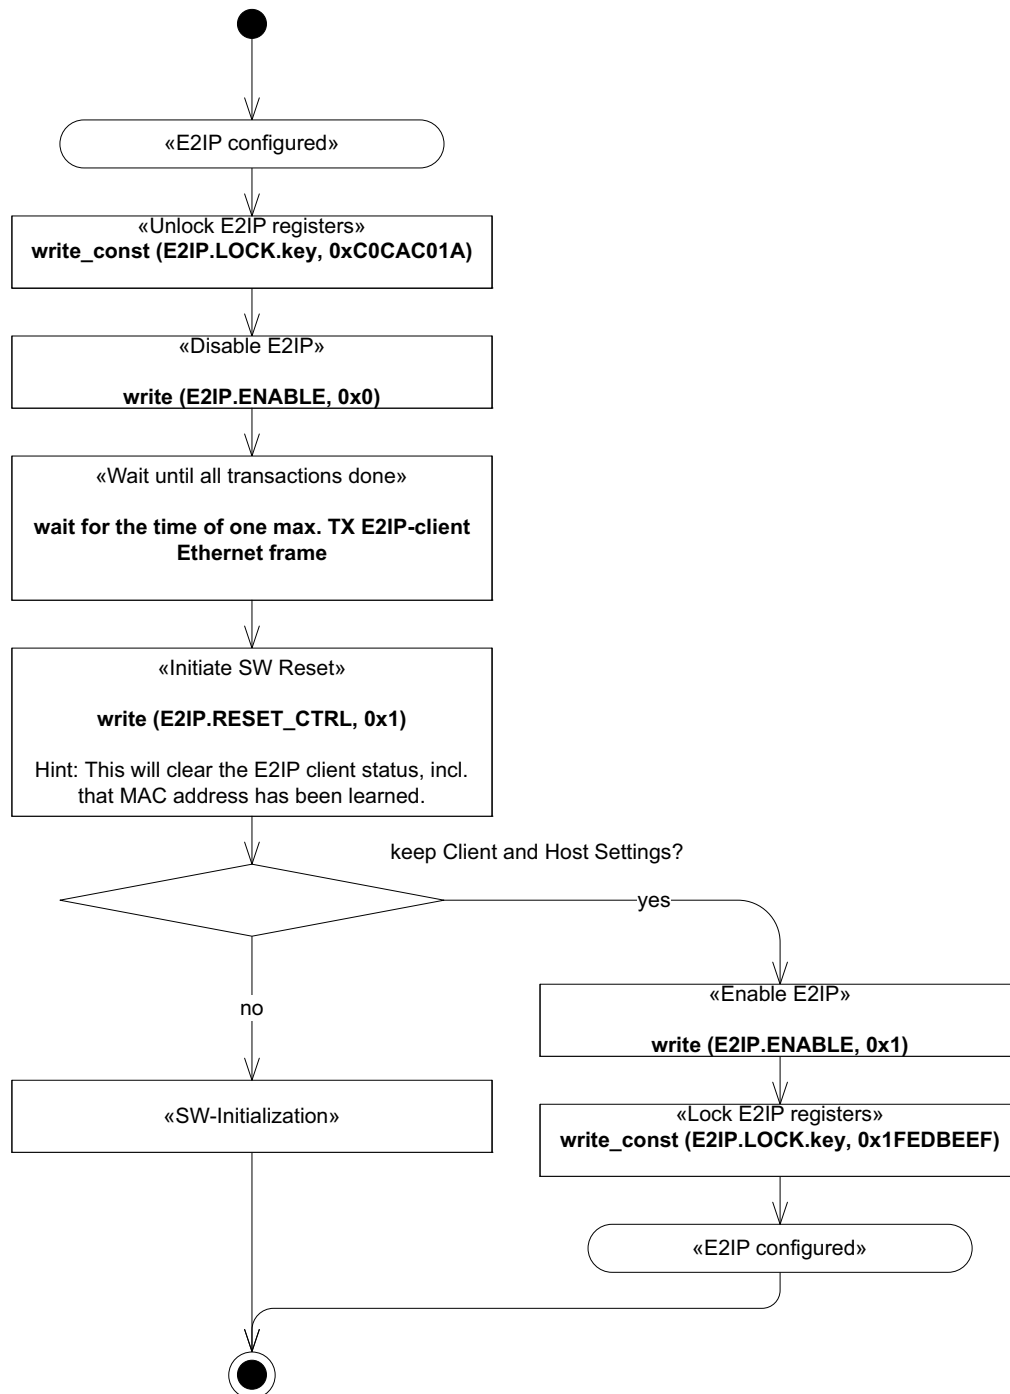 «E2IP configured»
«Unlock E2IP registers»
write_const (E2IP.LOCK.key, 0xC0CAC01A)
«Disable E2IP»
write (E2IP.ENABLE, 0x0)
«Wait until all transactions done»
wait for the time of one max. TX E2IP-client
Ethernet frame
«Initiate SW Reset»
write (E2IP.RESET_CTRL, 0x1)
Hint: This will clear the E2IP client status, incl.
that MAC address has been learned.
keep Client and Host Settings?
yes
no
«Enable E2IP»
write (E2IP.ENABLE, 0x1)
«SW-Initialization»
«Lock E2IP registers»
write_const (E2IP.LOCK.key, 0x1FEDBEEF)
«E2IP configured»